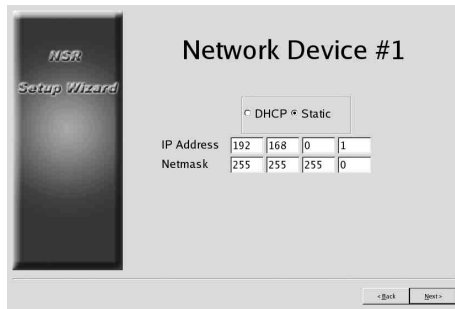 NSR
Setup Wizard
Network Device #1
DHCP Static
IP Address 192 168 0 1
Netmask 255 255 255 0
< Back Next >